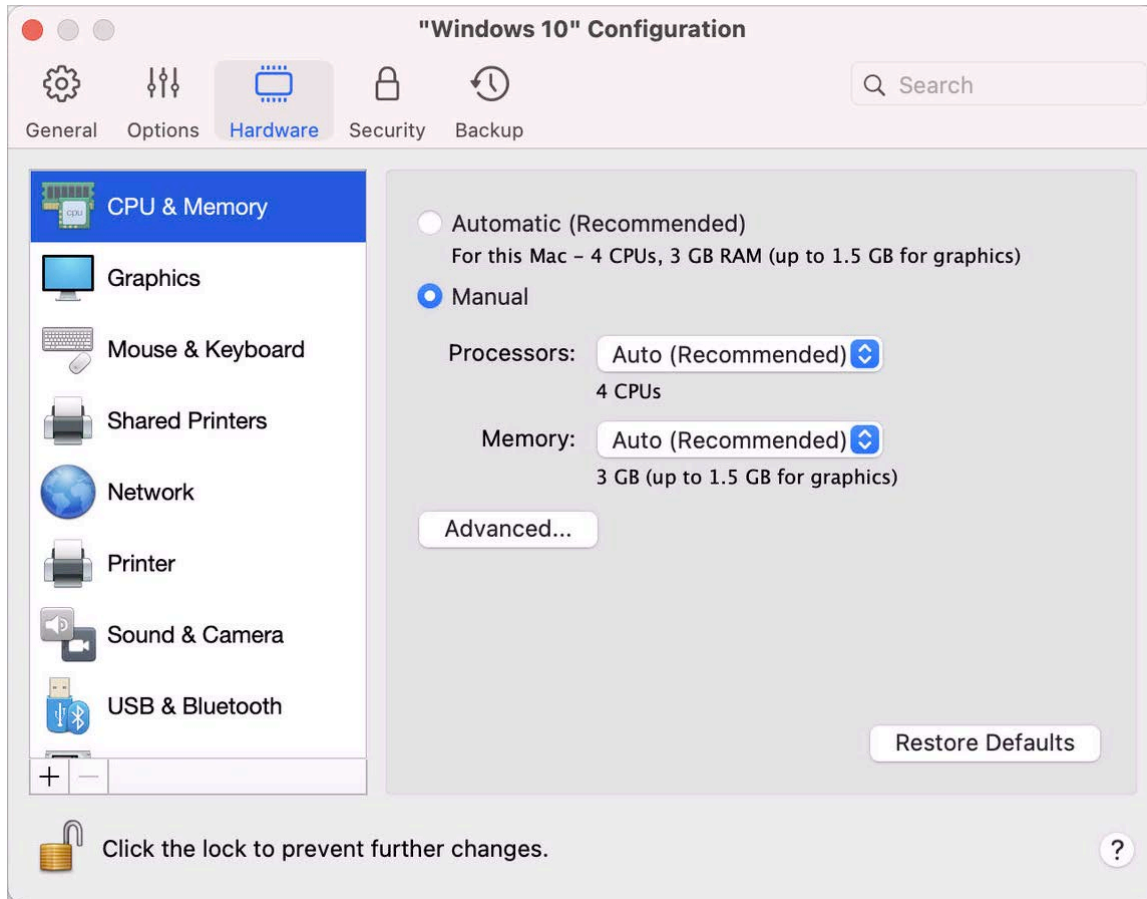 "Windows 10" Configuration
General Options Hardware Security Backup
Search
CPU & Memory
Graphics
Mouse & Keyboard
Shared Printers
Network
Printer
Sound & Camera
USB & Bluetooth
Automatic (Recommended)
For this Mac – 4 CPUs, 3 GB RAM (up to 1.5 GB for graphics)
Manual
Processors: Auto (Recommended)
4 CPUs
Memory: Auto (Recommended)
3 GB (up to 1.5 GB for graphics)
Advanced...
Restore Defaults
Click the lock to prevent further changes.
?